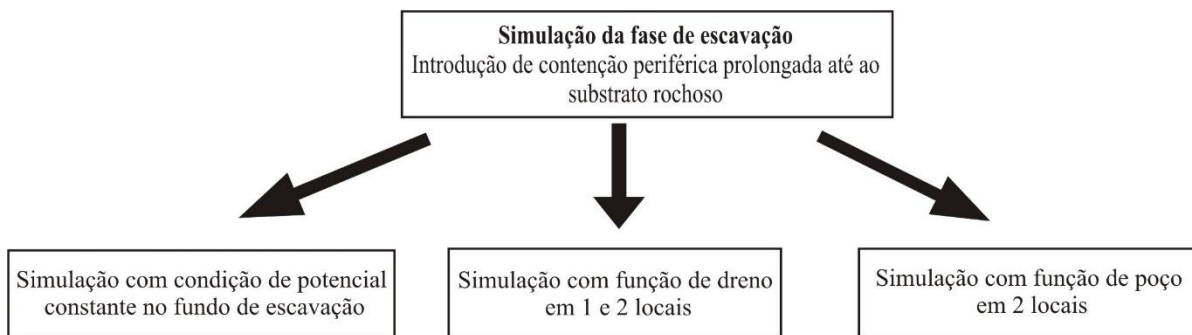 Simulação da fase de escavação
Introdução de contenção periférica prolongada até ao
substrato rochoso
Simulação com condição de potencial
constante no fundo de escavação
Simulação com função de dreno
em 1 e 2 locais
Simulação com função de poço
em 2 locais